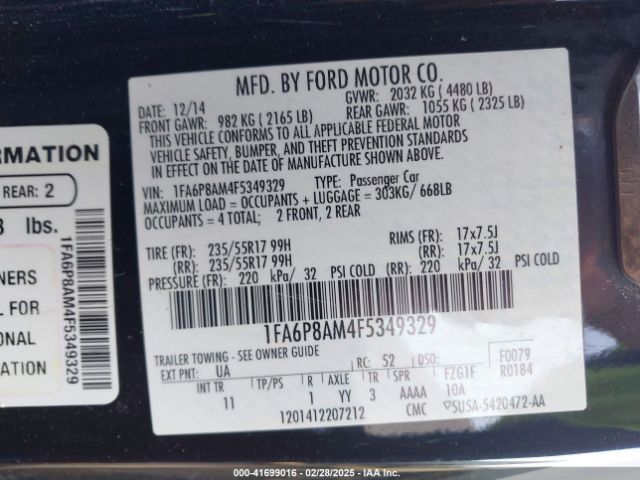 MFD. BY FORD MOTOR CO.
DATE: 12/14 GVWR: 2032 KG ( 4480 LB)
FRONT GAWR: 982 KG ( 2165 LB) REAR GAWR: 1055 KG ( 2325 LB)
THIS VEHICLE CONFORMS TO ALL APPLICABLE FEDERAL MOTOR
VEHICLE SAFETY, BUMPER, AND THEFT PREVENTION STANDARDS
IN EFFECT ON THE DATE OF MANUFACTURE SHOWN ABOVE.
VIN: 1FA6P8AM4F5349329 TYPE: Passenger Car
MAXIMUM LOAD = OCCUPANTS + LUGGAGE = 303KG/ 668LB
OCCUPANTS = 4 TOTAL; 2 FRONT, 2 REAR
TIRE (FR): 235/55R17 99H RIMS (FR): 17x7.5J
(RR): 235/55R17 99H (RR): 17x7.5J
PRESSURE (FR): 220 kPa/ 32 PSI COLD (RR): 220 kPa/ 32 PSI COLD
1FA6P8AM4F5349329
TRAILER TOWING - SEE OWNER GUIDE
EXT PNT: UA RC: 52 DSO: F0079
INT TR TP/PS R AXLE TR SPR FZG1F R0184
11 1 YY 3 AAAA 10A
1201412207212 CMC 5U5A-5420472-AA
RMATION
REAR: 2
lbs.
NERS
L FOR
ONAL
1FA6P8AM4F5349329
000-41699016 - 02/28/2025 - IAA Inc.